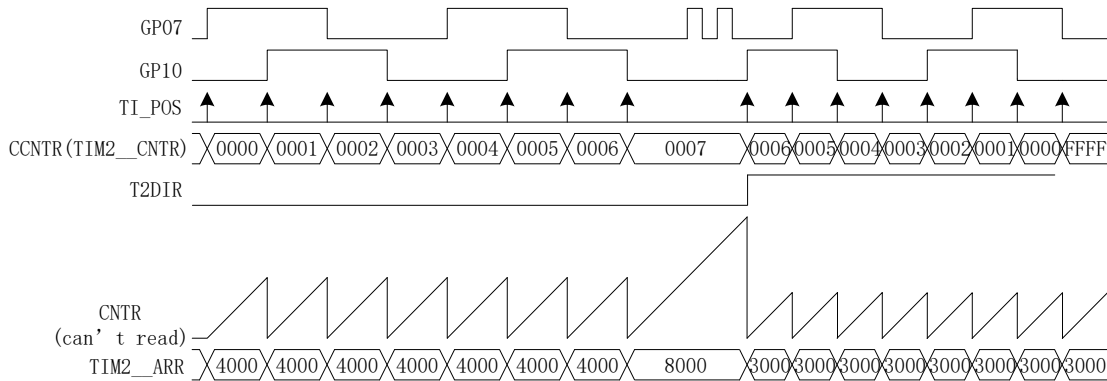 GP07
GP10
TI_POS
CCNTR(TIM2__CNTR) 0000 0001 0002 0003 0004 0005 0006 0007 0006 0005 0004 0003 0002 0001 0000 FFFF
T2DIR
CNTR
(can't read)
TIM2__ARR 4000 4000 4000 4000 4000 4000 4000 8000 3000 3000 3000 3000 3000 3000 3000 3000